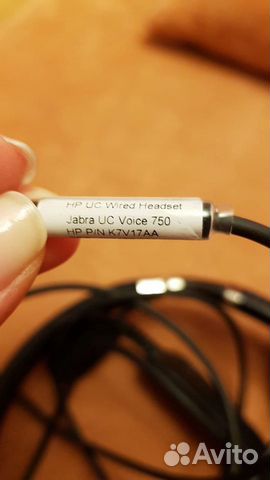 HP UC Wired Headset
Jabra UC Voice 750
HP P/N K7V17AA
Avito